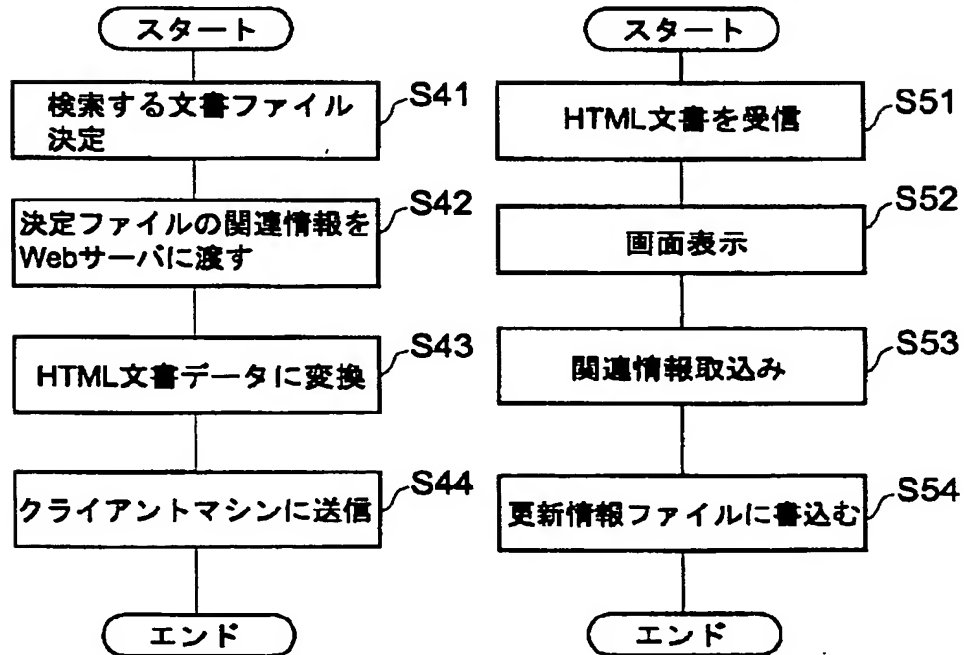 スタート
検索する文書ファイル
決定
S41
決定ファイルの関連情報を
Webサーバに渡す
S42
HTML文書データに変換
S43
クライアントマシンに送信
S44
エンド
スタート
HTML文書を受信
S51
画面表示
S52
関連情報取込み
S53
更新情報ファイルに書込む
S54
エンド